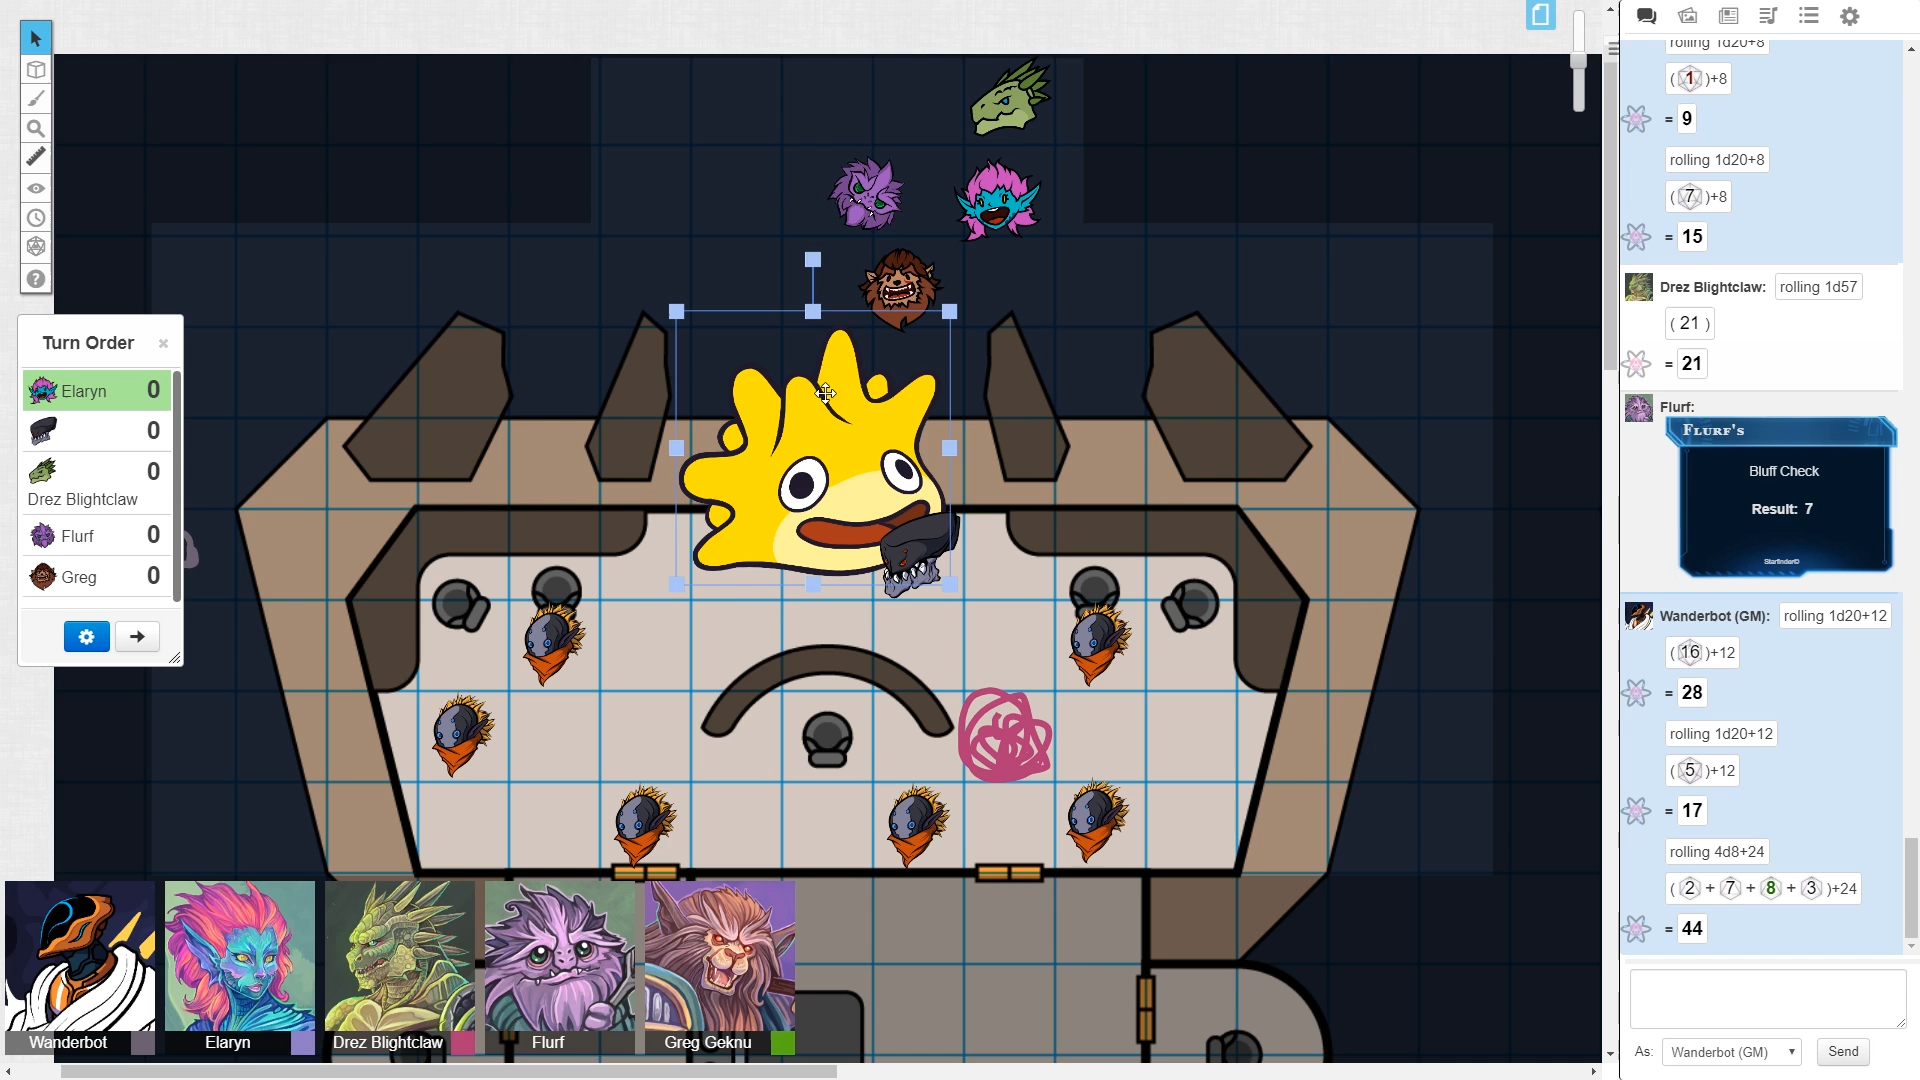 Turn Order ×
Elaryn 0
0
0
Drez Blightclaw
Flurf 0
Greg 0
Wanderbot
Elaryn
Drez Blightclaw
Flurf
Greg Geknu
rolling 1d20+8
(1)+8
= 9
rolling 1d20+8
(7)+8
= 15
Drez Blightclaw: rolling 1d57
( 21 )
= 21
Flurf:
Flurf's
Bluff Check
Result: 7
Starfinder©
Wanderbot (GM): rolling 1d20+12
(16)+12
= 28
rolling 1d20+12
(5)+12
= 17
rolling 4d8+24
(2 + 7 + 8 + 3)+24
= 44
As: Wanderbot (GM) Send